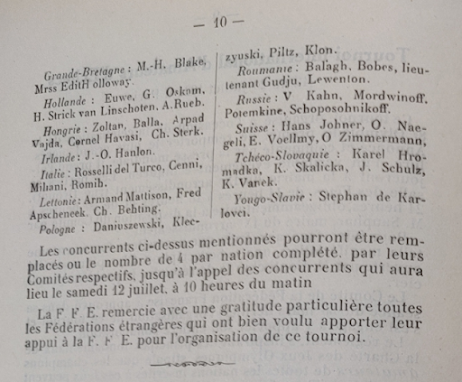 — 10 —
Grande-Bretagne : M.-H. Blake,
Mrss EditH olloway.
Hollande : Euwe, G. Oskom,
H. Strick van Linschoten, A. Rueb.
Hongrie : Zoltan, Balla, Arpad
Vajda, Cornel Havasi, Ch. Sterk.
Irlande : J.-O. Hanlon.
Italie : Rosselli del Turco, Cenni,
Miliani, Romih.
Lettonie : Armand Mattison, Fred
Apscheneek. Ch. Behting.
Pologne : Daniuszewski, Klec-
zyuski, Piltz, Klon.
Roumanie : Balagh, Bobes, lieu-
tenant Gudju, Lewenton.
Russie : V Kahn, Mordwinoff,
Potemkine, Schoposohnikoff.
Suisse : Hans Johner, O. Nae-
geli, E. Voellmy, O Zimmermann,
Tchéco-Slovaquie : Karel Hro-
madka, K. Skalicka, J. Schulz,
K. Vanek.
Yougo-Slavie : Stephan de Kar-
lovci.
Les concurrents ci-dessus mentionnés pourront être rem-
placés ou le nombre de 4 par nation complété, par leurs
Comités respectifs, jusqu'à l'appel des concurrents qui aura
lieu le samedi 12 juillet, à 10 heures du matin
La F F. E. remercie avec une gratitude particulière toutes
les Fédérations étrangères qui ont bien voulu apporter leur
appui à la F. F. E. pour l'organisation de ce tournoi.